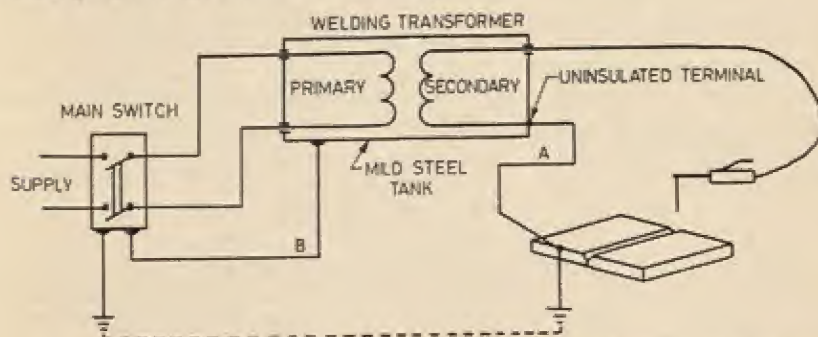 WELDING TRANSFORMER
PRIMARY
SECONDARY
UNINSULATED TERMINAL
MAIN SWITCH
SUPPLY
MILD STEEL
TANK
A
B